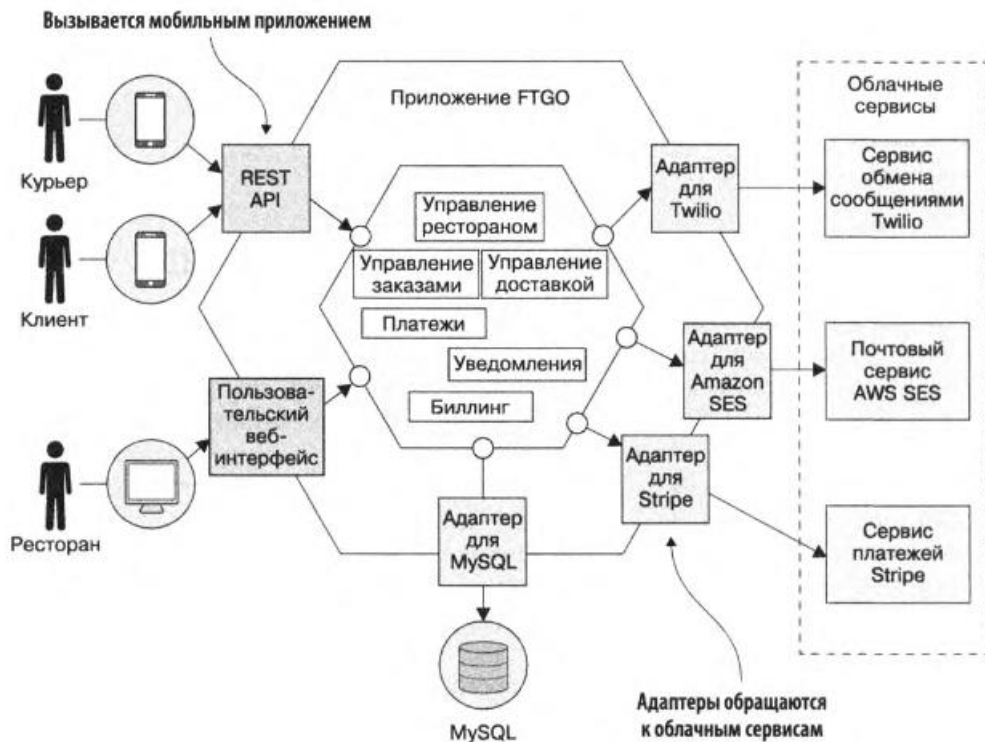 Вызывается мобильным приложением
Курьер
Клиент
Ресторан
REST
API
Пользова-
тельский
веб-
интерфейс
Приложение FTGO
Управление
рестораном
Управление
заказами
Управление
доставкой
Платежи
Уведомления
Биллинг
Адаптер
для
MySQL
MySQL
Адаптер
для
Twilio
Адаптер
для
Amazon
SES
Адаптер
для
Stripe
Облачные
сервисы
Сервис
обмена
сообщениями
Twilio
Почтовый
сервис
AWS SES
Сервис
платежей
Stripe
Адаптеры обращаются
к облачным сервисам